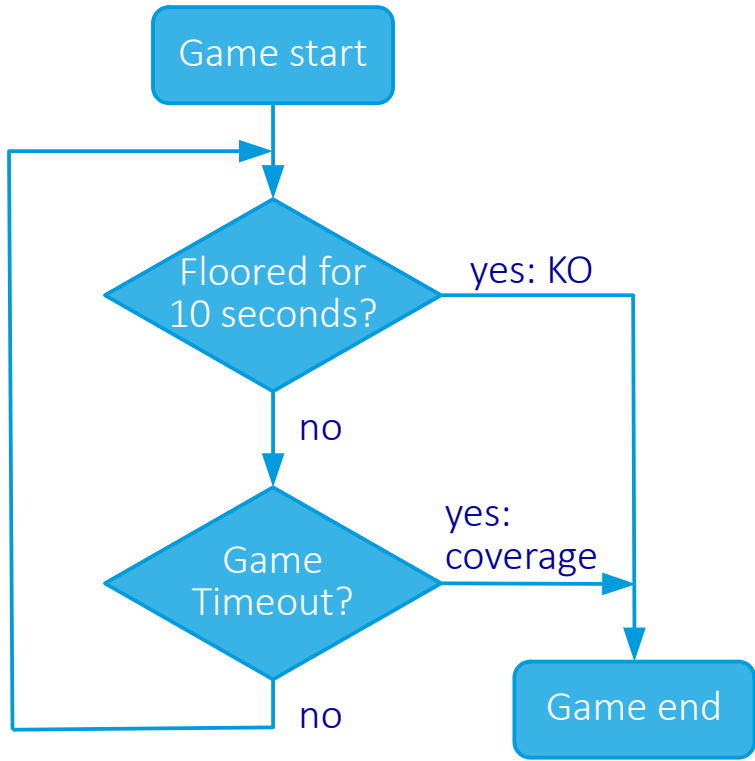 Game start
Floored for
10 seconds?
yes: KO
no
yes:
coverage
Game
Timeout?
no
Game end